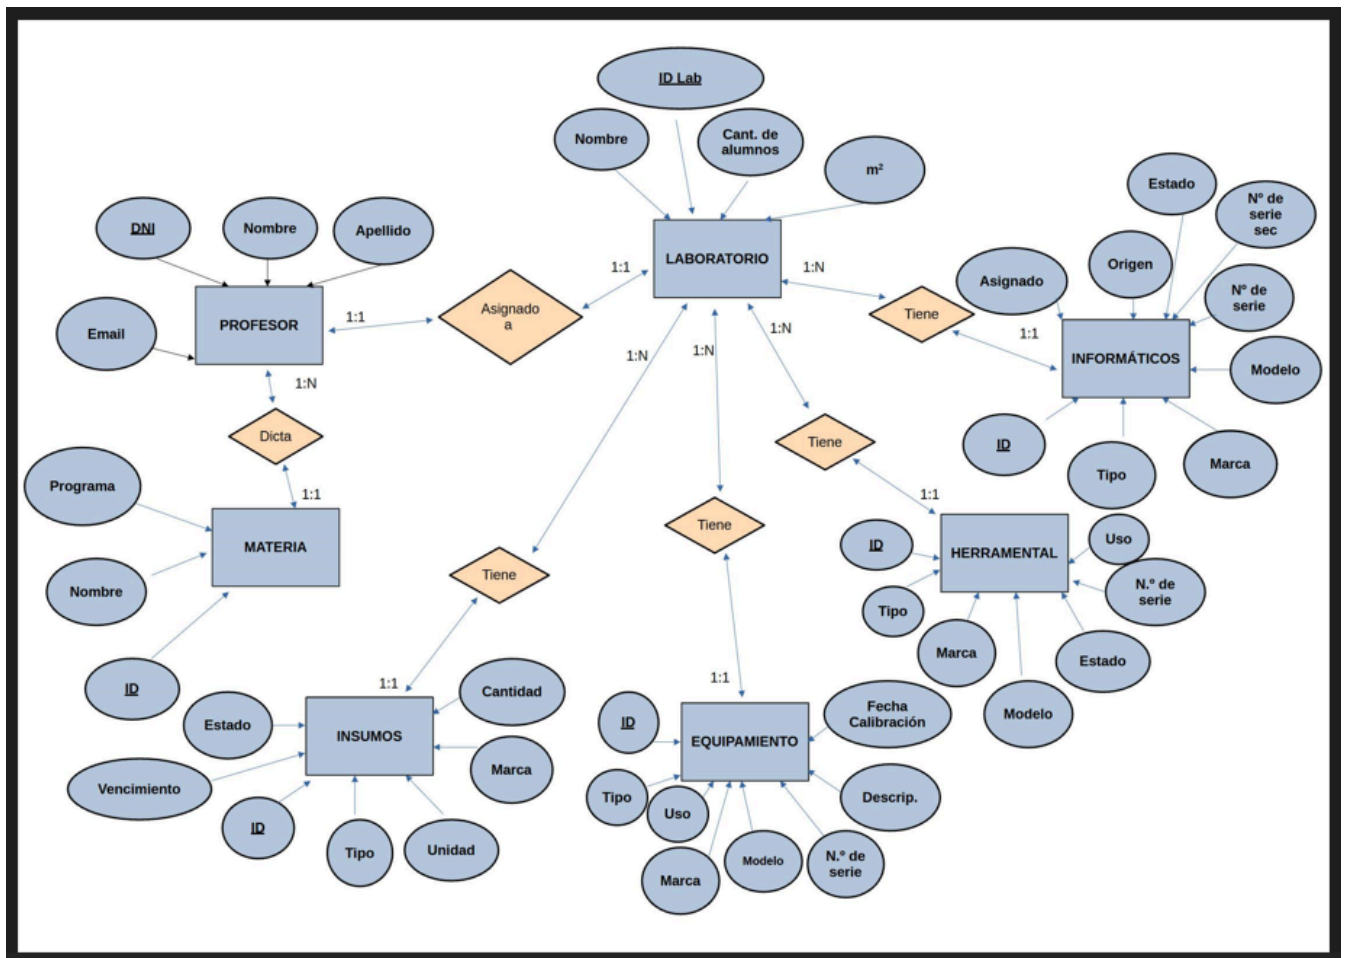 ID Lab
Nombre
Cant. de
alumnos
m²
LABORATORIO
DNI
Nombre
Apellido
Email
PROFESOR
1:1
Asignado
a
1:1
1:N
Tiene
1:1
Asignado
Origen
Estado
Nº de
serie
sec
Nº de
serie
Modelo
INFORMÁTICOS
ID
Tipo
Marca
1:N
Dicta
1:1
Programa
Nombre
ID
MATERIA
1:N
Tiene
1:1
Estado
Vencimiento
ID
Tipo
Unidad
Marca
Cantidad
INSUMOS
1:N
Tiene
1:1
ID
Tipo
Uso
Marca
Modelo
N.º de
serie
Descrip.
Fecha
Calibración
EQUIPAMIENTO
1:N
Tiene
1:1
ID
Tipo
Marca
Modelo
Estado
N.º de
serie
Uso
HERRAMENTAL